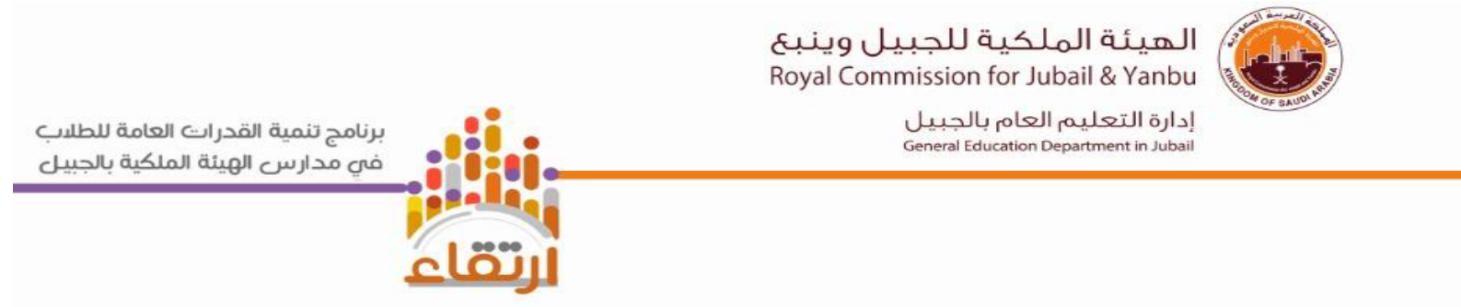 الهيئة الملكية للجبيل وينبع
Royal Commission for Jubail & Yanbu
إدارة التعليم العام بالجبيل
General Education Department in Jubail
المملكة العربية السعودية
KINGDOM OF SAUDI ARABIA
برنامج تنمية القدرات العامة للطلاب
في مدارس الهيئة الملكية بالجبيل
ارتقاء